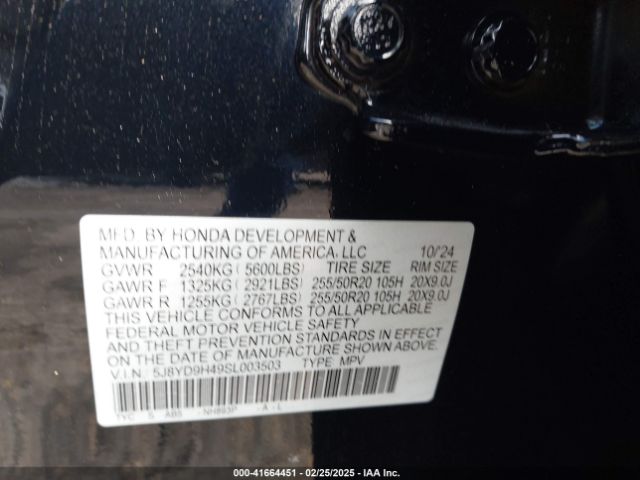 MFD. BY HONDA DEVELOPMENT &
MANUFACTURING OF AMERICA, LLC 10/'24
GVWR 2540KG (5600LBS) TIRE SIZE RIM SIZE
GAWR F 1325KG (2921LBS) 255/50R20 105H 20X9.0J
GAWR R 1255KG (2767LBS) 255/50R20 105H 20X9.0J
THIS VEHICLE CONFORMS TO ALL APPLICABLE
FEDERAL MOTOR VEHICLE SAFETY
AND THEFT PREVENTION STANDARDS IN EFFECT
ON THE DATE OF MANUFACTURE SHOWN ABOVE.
V.I.N: 5J8YD9H49SL003503 TYPE: MPV
TYC S ABS -NH893P -A-L
000-41664451 - 02/25/2025 - IAA Inc.